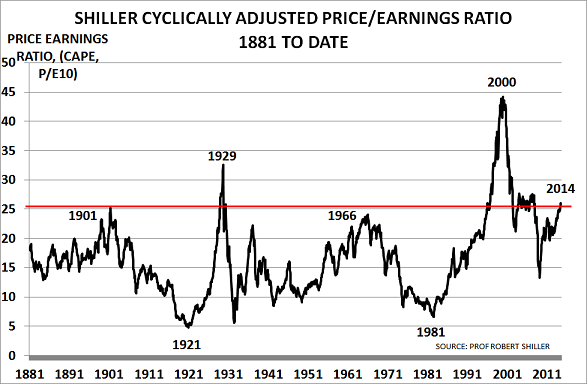 SHILLER CYCLICALLY ADJUSTED PRICE/EARNINGS RATIO
1881 TO DATE
PRICE EARNINGS
RATIO, (CAPE,
P/E10)
50
45
40
35
30
25
20
15
10
5
0
1901
1921
1929
1966
1981
2000
2014
SOURCE: PROF ROBERT SHILLER
1881 1891 1901 1911 1921 1931 1941 1951 1961 1971 1981 1991 2001 2011